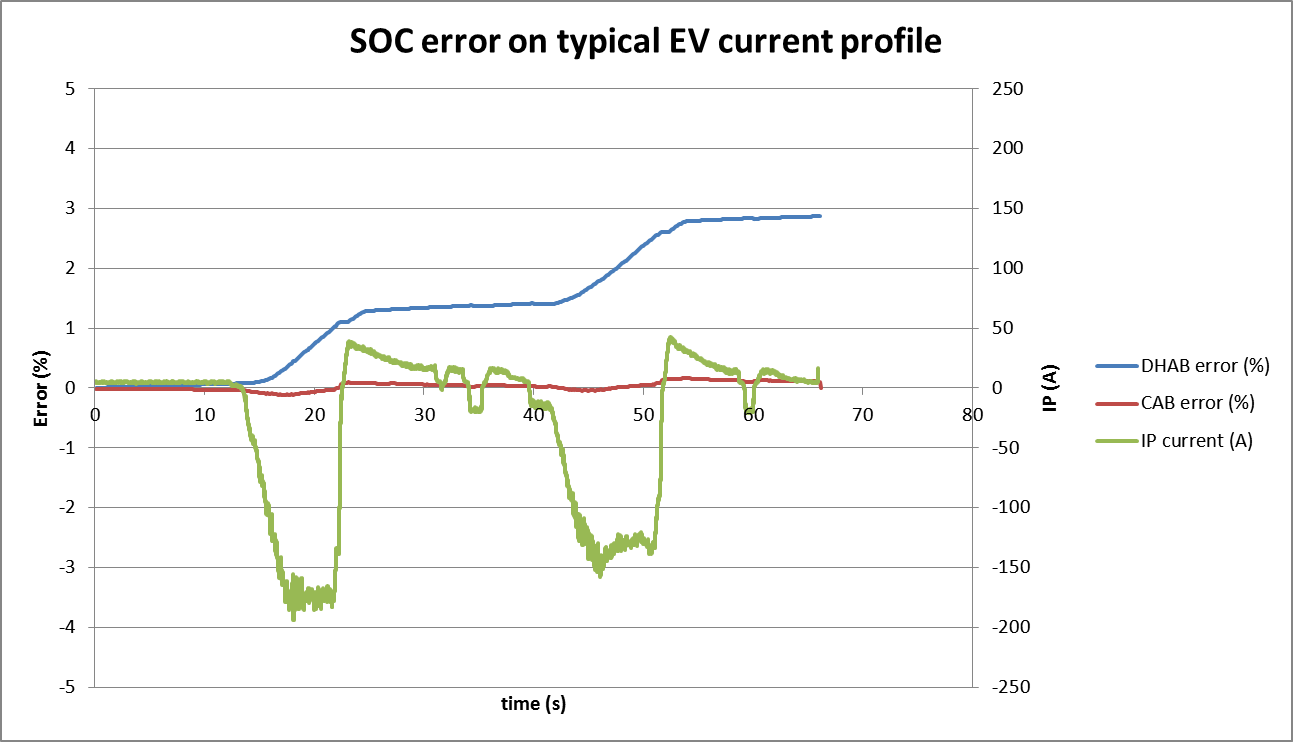 SOC error on typical EV current profile
5
4
3
2
1
0
-1
-2
-3
-4
-5
Error (%)
0 10 20 30 40 50 60 70 80
time (s)
250
200
150
100
50
0
-50
-100
-150
-200
-250
IP (A)
DHAB error (%)
CAB error (%)
IP current (A)